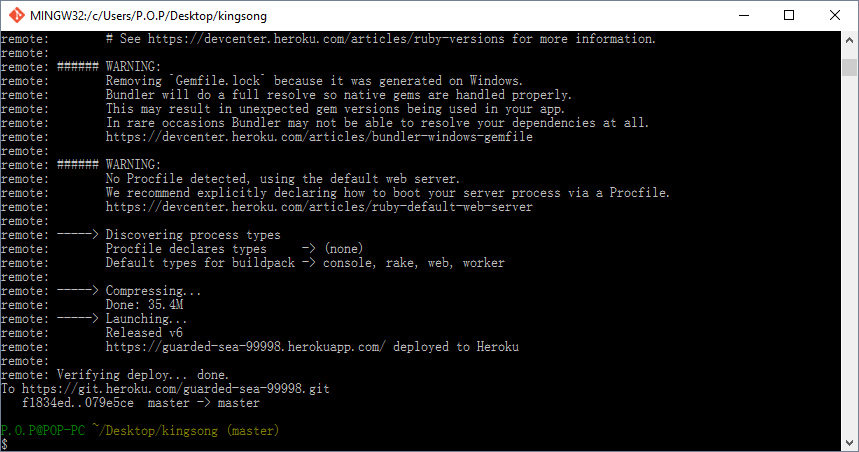 MINGW32:/c/Users/P.O.P/Desktop/kingsong
remote:        # See https://devcenter.heroku.com/articles/ruby-versions for more information.
remote:
remote: ###### WARNING:
remote:        Removing `Gemfile.lock` because it was generated on Windows.
remote:        Bundler will do a full resolve so native gems are handled properly.
remote:        This may result in unexpected gem versions being used in your app.
remote:        In rare occasions Bundler may not be able to resolve your dependencies at all.
remote:        https://devcenter.heroku.com/articles/bundler-windows-gemfile
remote:
remote: ###### WARNING:
remote:        No Procfile detected, using the default web server.
remote:        We recommend explicitly declaring how to boot your server process via a Procfile.
remote:        https://devcenter.heroku.com/articles/ruby-default-web-server
remote:
remote: -----> Discovering process types
remote:        Procfile declares types     -> (none)
remote:        Default types for buildpack -> console, rake, web, worker
remote:
remote: -----> Compressing...
remote:        Done: 35.4M
remote: -----> Launching...
remote:        Released v6
remote:        https://guarded-sea-99998.herokuapp.com/ deployed to Heroku
remote:
remote: Verifying deploy... done.
To https://git.heroku.com/guarded-sea-99998.git
   f1834ed..079e5ce  master -> master
P.O.P@POP-PC ~/Desktop/kingsong (master)
$